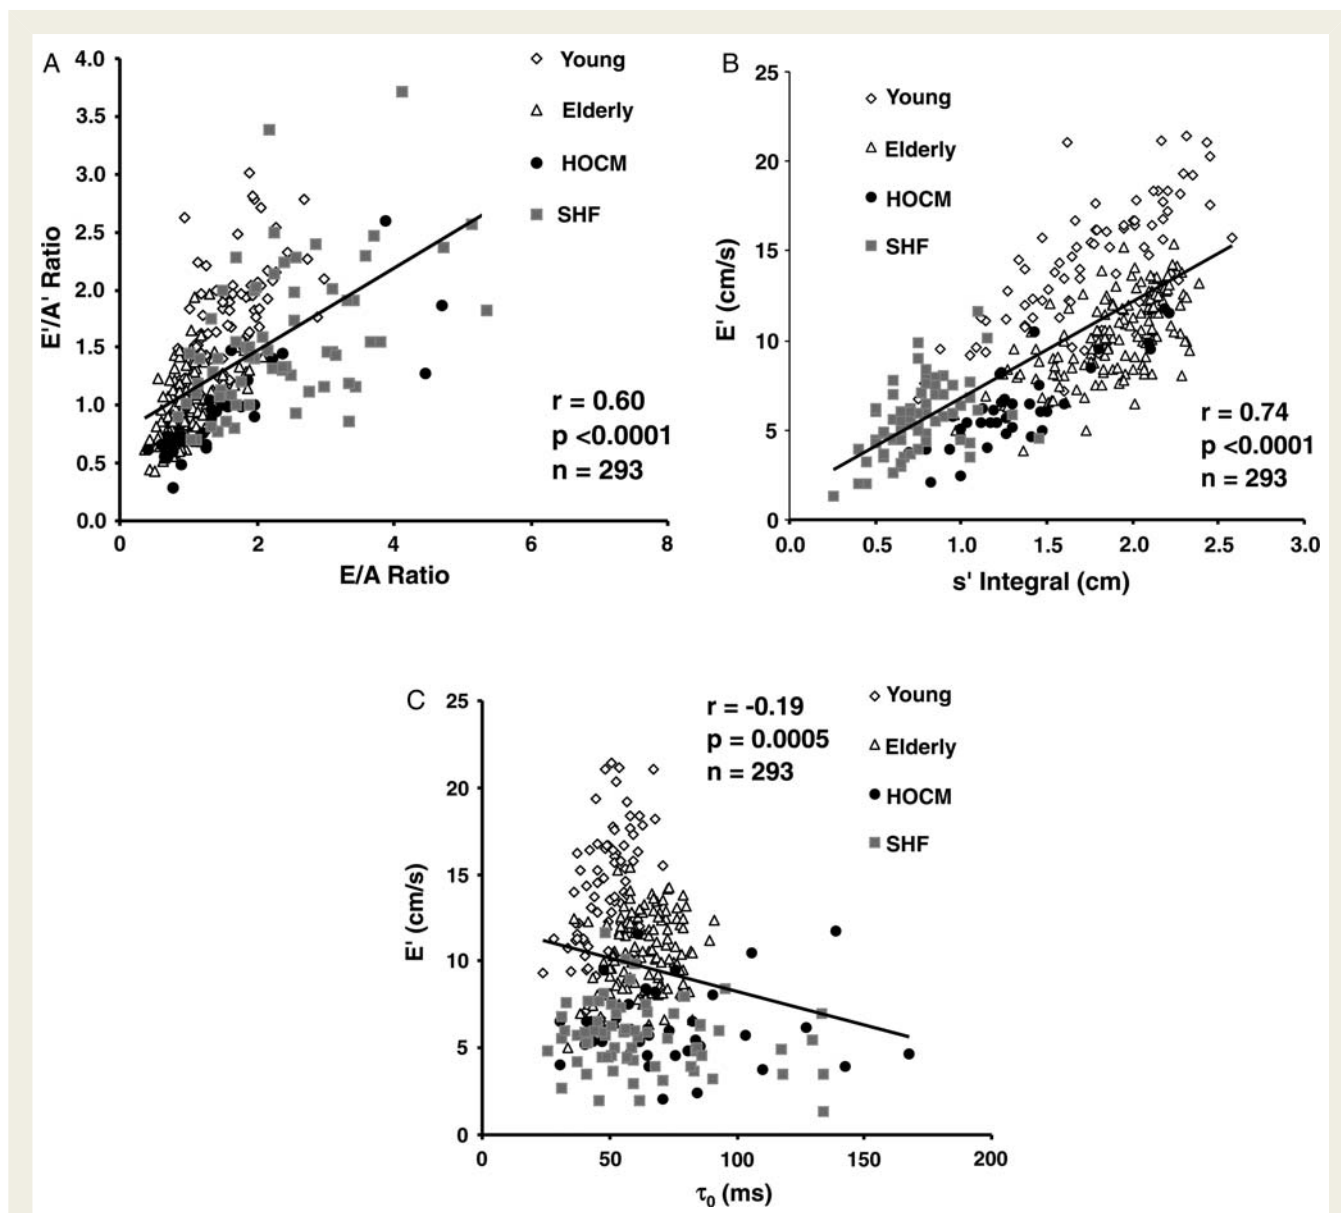 A
4.0
3.5
3.0
2.5
2.0
1.5
1.0
0.5
0.0
E'/A' Ratio
0
2
4
6
8
E/A Ratio
Young
Elderly
HOCM
SHF
r = 0.60
p <0.0001
n = 293
B
25
20
15
10
5
0
E' (cm/s)
0.0
0.5
1.0
1.5
2.0
2.5
3.0
s' Integral (cm)
Young
Elderly
HOCM
SHF
r = 0.74
p <0.0001
n = 293
C
25
20
15
10
5
0
E' (cm/s)
0
50
100
150
200
τ₀ (ms)
r = -0.19
p = 0.0005
n = 293
Young
Elderly
HOCM
SHF